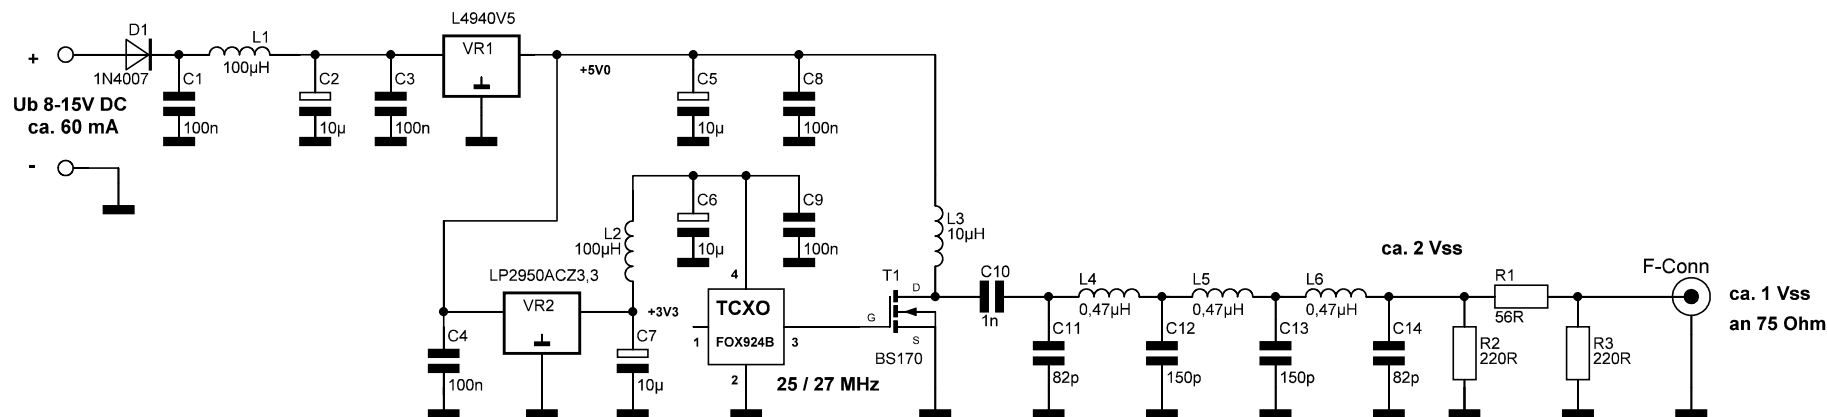 L4940V5
D1
L1
VR1
+
1N4007
C1
100µH
C2
C3
+5V0
C5
C8
Ub 8-15V DC
ca. 60 mA
100n
10µ
100n
10µ
100n
-
C6
C9
L2
100µH
10µ
100n
L3
10µH
ca. 2 Vss
LP2950ACZ3,3
4
T1
D
C10
L4
L5
L6
R1
F-Conn
VR2
+3V3
TCXO
G
1n
0,47µH
0,47µH
0,47µH
56R
ca. 1 Vss
an 75 Ohm
C4
C7
1
FOX924B
3
S
BS170
C11
C12
C13
C14
R2
220R
R3
220R
100n
10µ
2
25 / 27 MHz
82p
150p
150p
82p